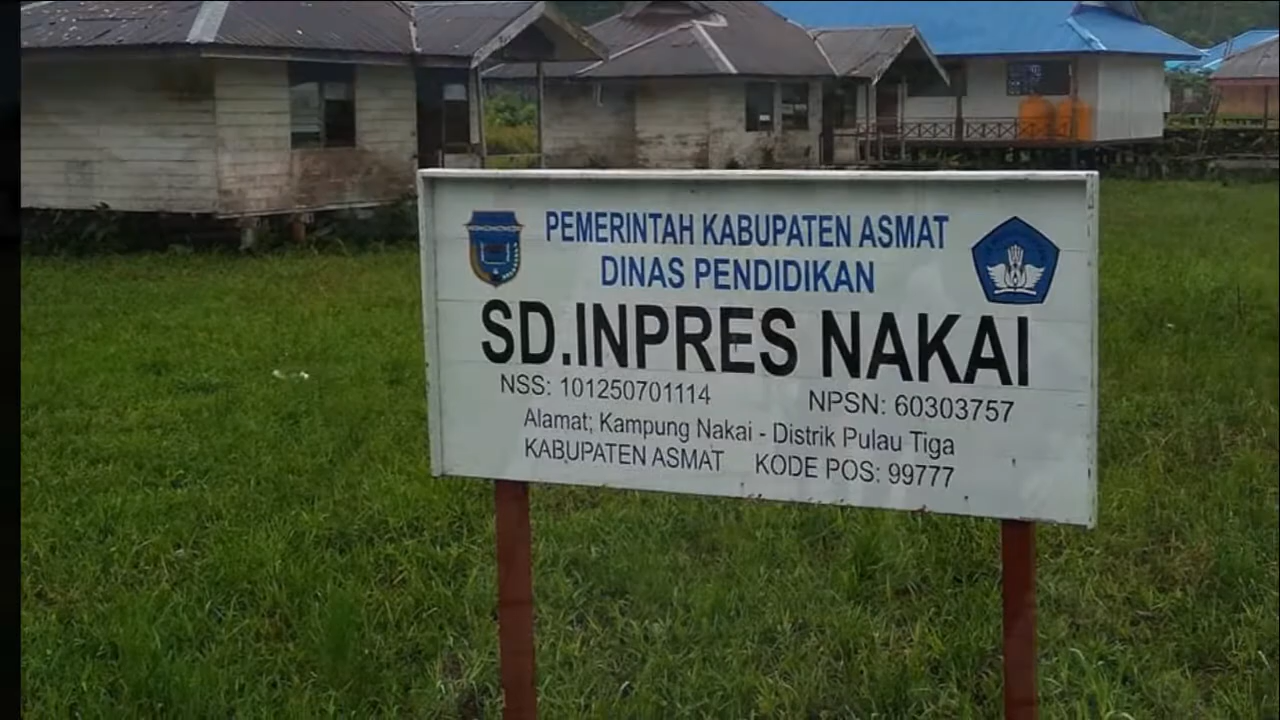 PEMERINTAH KABUPATEN ASMAT
DINAS PENDIDIKAN
SD.INPRES NAKAI
NSS: 101250701114 NPSN: 60303757
Alamat; Kampung Nakai - Distrik Pulau Tiga
KABUPATEN ASMAT KODE POS: 99777